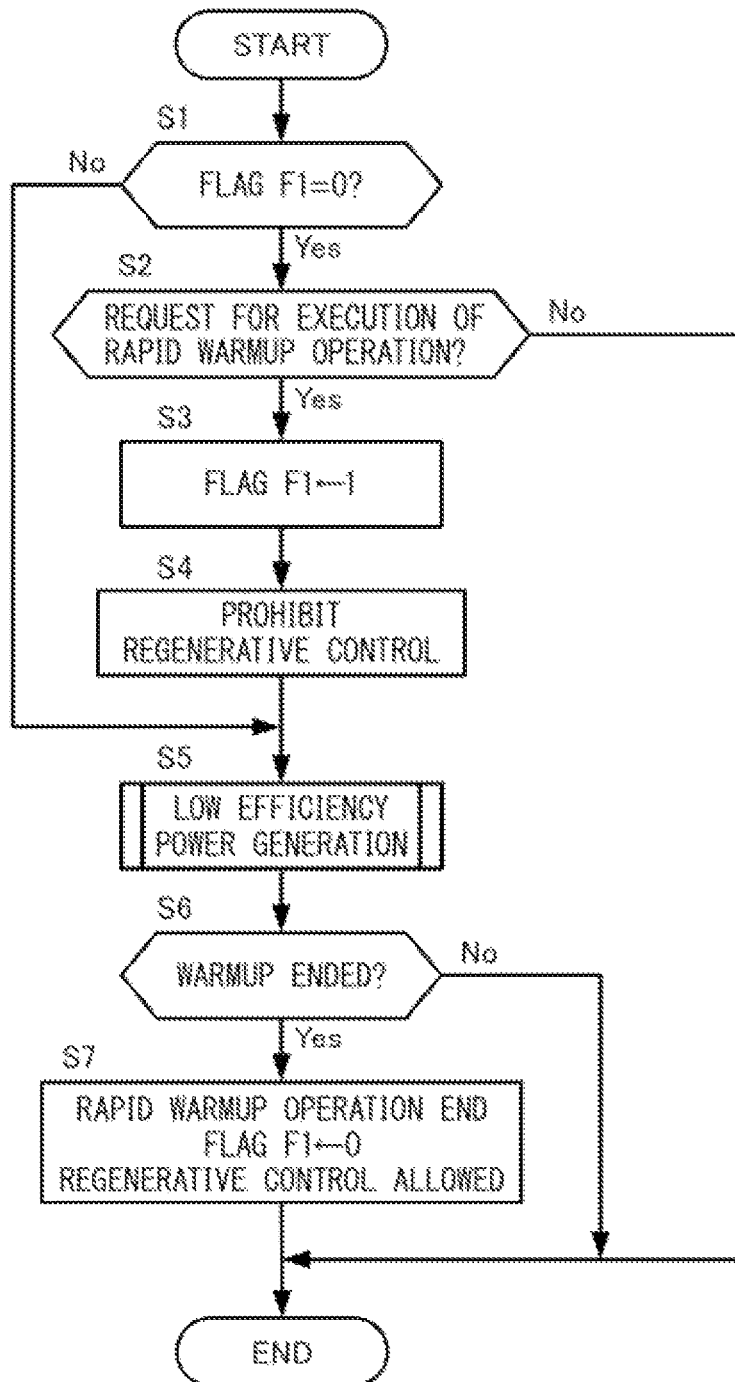 START
S1
No
FLAG F1=0?
Yes
S2
REQUEST FOR EXECUTION OF
RAPID WARMUP OPERATION?
No
Yes
S3
FLAG F1←1
S4
PROHIBIT
REGENERATIVE CONTROL
S5
LOW EFFICIENCY
POWER GENERATION
S6
WARMUP ENDED?
No
Yes
S7
RAPID WARMUP OPERATION END
FLAG F1←0
REGENERATIVE CONTROL ALLOWED
END